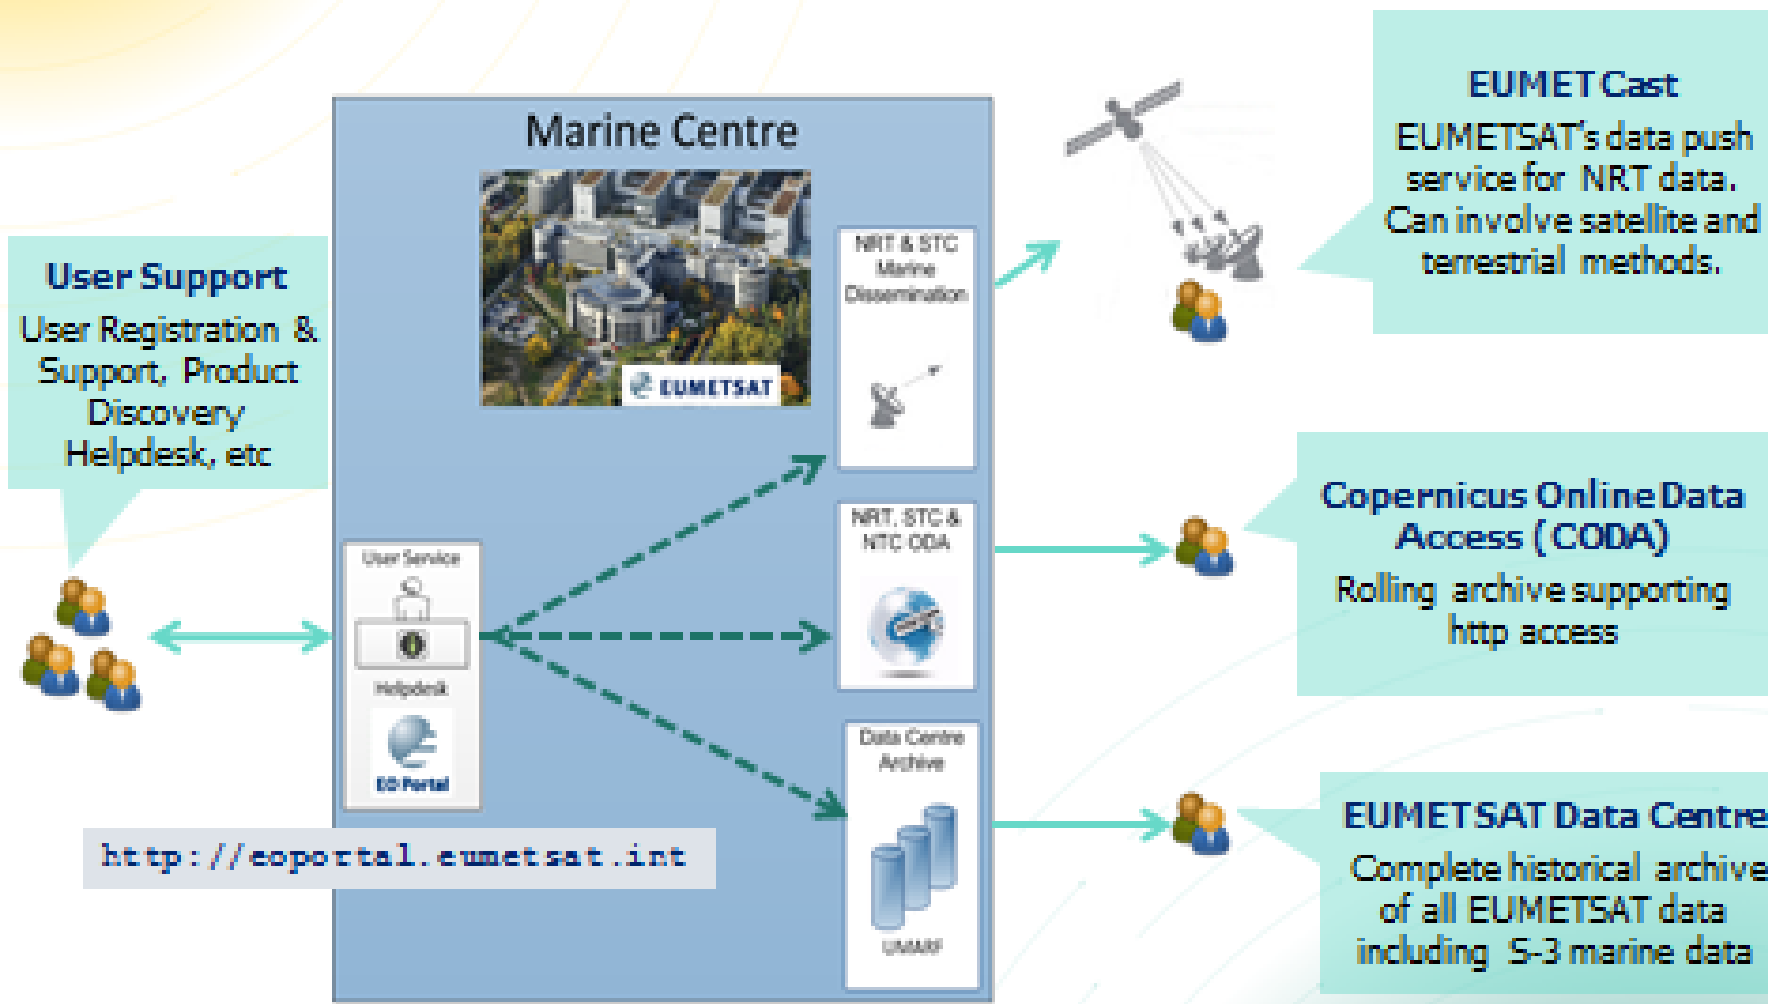 Marine Centre
EUMETSAT
User Support
User Registration &
Support, Product
Discovery
Helpdesk, etc
User Service
Helpdesk
EO Portal
http://eoportal.eumetsat.int
NRT & STC
Marine
Dissemination
NRT, STC &
NTC ODA
Data Centre
Archive
UMARF
EUMETCast
EUMETSAT's data push
service for NRT data.
Can involve satellite and
terrestrial methods.
Copernicus Online Data
Access (CODA)
Rolling archive supporting
http access
EUMETSAT Data Centre
Complete historical archive
of all EUMETSAT data
including S-3 marine data